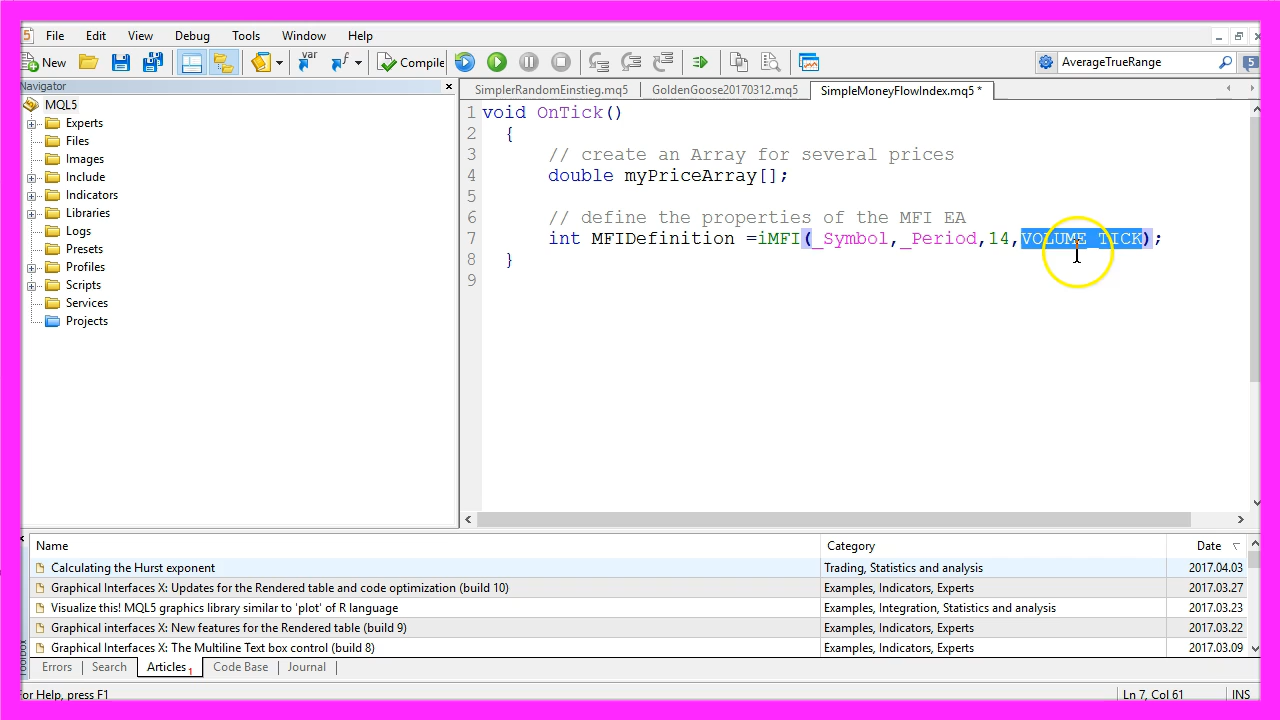 File Edit View Debug Tools Window Help
New Compile AverageTrueRange 5
Navigator
SimplerRandomEinstieg.mq5 GoldenGoose20170312.mq5 SimpleMoneyFlowIndex.mq5 *
MQL5
Experts
Files
Images
Include
Indicators
Libraries
Logs
Presets
Profiles
Scripts
Services
Projects
1 void OnTick()
2 {
3 // create an Array for several prices
4 double myPriceArray[];
5
6 // define the properties of the MFI EA
7 int MFIDefinition =iMFI(_Symbol,_Period,14,VOLUME_TICK);
8 }
9
Name Category Date
Calculating the Hurst exponent Trading, Statistics and analysis 2017.04.03
Graphical Interfaces X: Updates for the Rendered table and code optimization (build 10) Examples, Indicators, Experts 2017.03.27
Visualize this! MQL5 graphics library similar to 'plot' of R language Examples, Integration, Statistics and analysis 2017.03.23
Graphical interfaces X: New features for the Rendered table (build 9) Examples, Indicators, Experts 2017.03.22
Graphical Interfaces X: The Multiline Text box control (build 8) Examples, Indicators, Experts 2017.03.09
Toolbox
Errors Search Articles 1 Code Base Journal
For Help, press F1 Ln 7, Col 61 INS